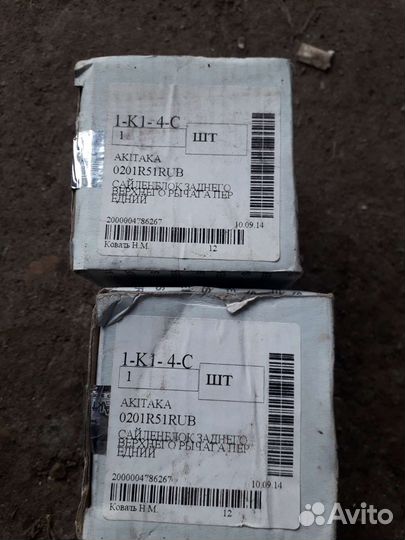 1-K1-4-C
1 ШТ
AKITAKA
0201R51RUB
САЙЛЕНБЛОК ЗАДНЕГО
ВЕРХНЕГО РЫЧАГА ПЕР
ЕДНИЙ
2000004786267 10.09.14
Коваль Н.М. 12
1-K1-4-C
1 ШТ
AKITAKA
0201R51RUB
САЙЛЕНБЛОК ЗАДНЕГО
ВЕРХНЕГО РЫЧАГА ПЕР
ЕДНИЙ
2000004786267 10.09.14
Коваль Н.М. 12
Avito